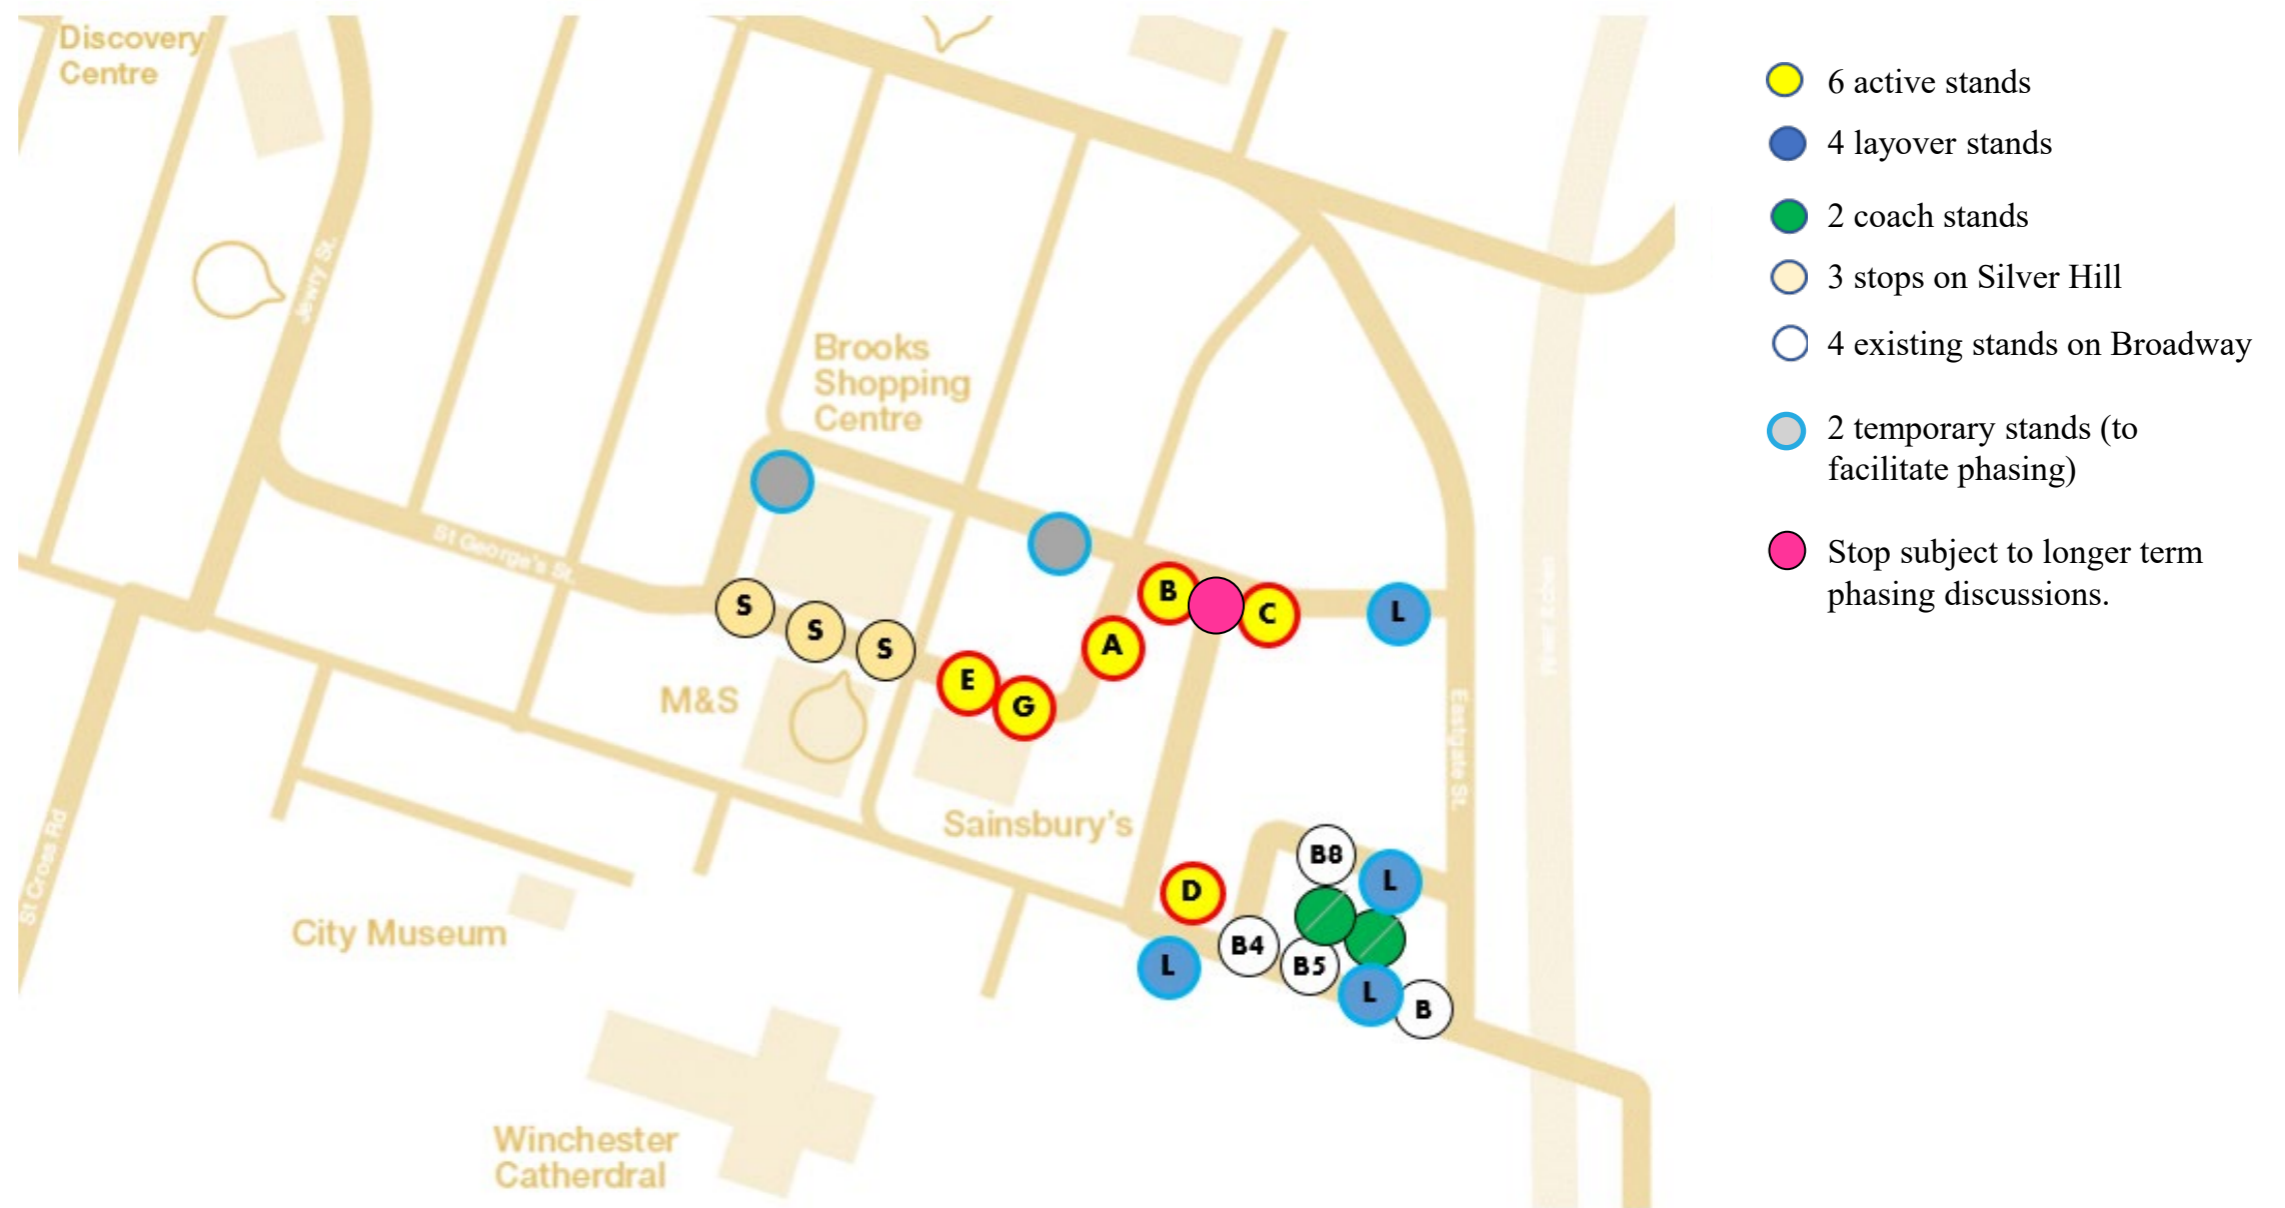 Discovery
Centre
Jewry St.
Brooks
Shopping
Centre
St George's St.
S
S
S
E
G
A
B
C
L
M&S
Sainsbury's
Eastgate St.
St Cross Rd
City Museum
D
L
B4
B5
B8
L
L
B
Winchester
Catherdral
6 active stands
4 layover stands
2 coach stands
3 stops on Silver Hill
4 existing stands on Broadway
2 temporary stands (to
facilitate phasing)
Stop subject to longer term
phasing discussions.